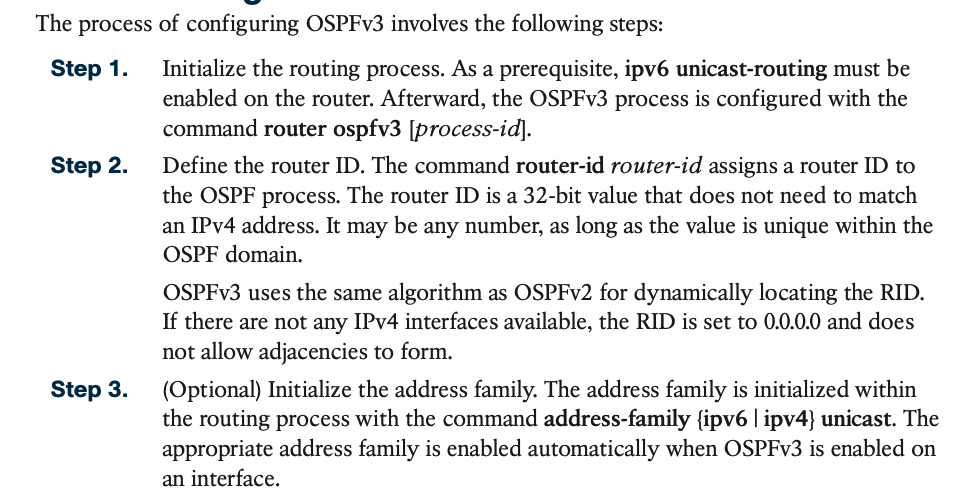 The process of configuring OSPFv3 involves the following steps:
Step 1. Initialize the routing process. As a prerequisite, ipv6 unicast-routing must be
enabled on the router. Afterward, the OSPFv3 process is configured with the
command router ospfv3 [process-id].
Step 2. Define the router ID. The command router-id router-id assigns a router ID to
the OSPF process. The router ID is a 32-bit value that does not need to match
an IPv4 address. It may be any number, as long as the value is unique within the
OSPF domain.
OSPFv3 uses the same algorithm as OSPFv2 for dynamically locating the RID.
If there are not any IPv4 interfaces available, the RID is set to 0.0.0.0 and does
not allow adjacencies to form.
Step 3. (Optional) Initialize the address family. The address family is initialized within
the routing process with the command address-family {ipv6 | ipv4} unicast. The
appropriate address family is enabled automatically when OSPFv3 is enabled on
an interface.